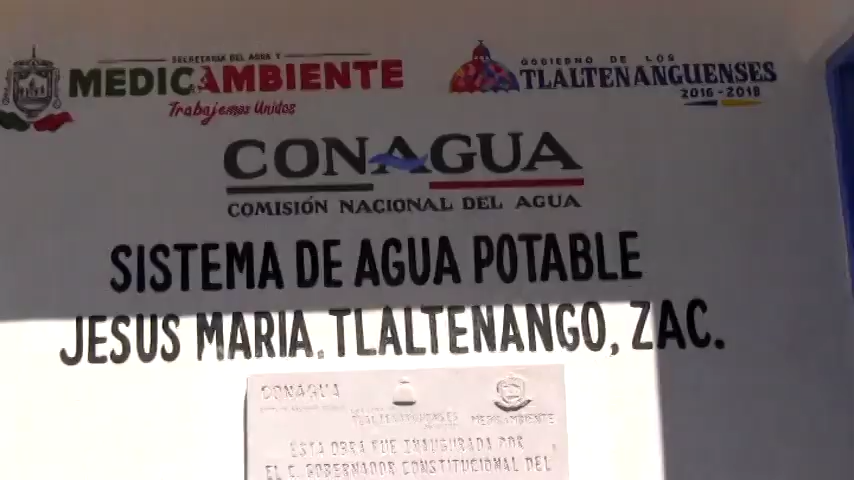 SECRETARÍA DEL AGUA Y
MEDIOAMBIENTE
Trabajemos Unidos
GOBIERNO DE LOS
TLALTENANGUENSES
2016 - 2018
CONAGUA
COMISIÓN NACIONAL DEL AGUA
SISTEMA DE AGUA POTABLE
JESUS MARIA, TLALTENANGO, ZAC.
CONAGUA
TLALTENANGUENSES
MEDIOAMBIENTE
ESTA OBRA FUE INAUGURADA POR
EL C. GOBERNADOR CONSTITUCIONAL DEL